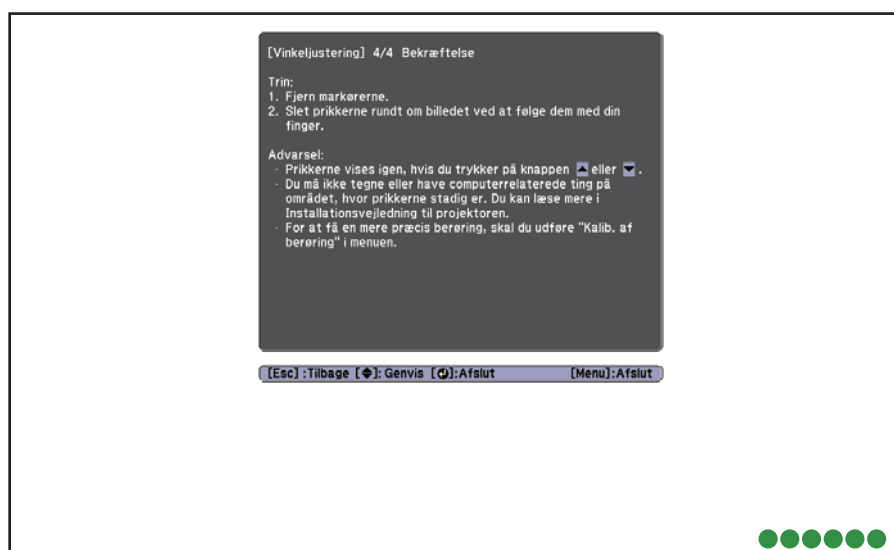 [Vinkeljustering] 4/4 Bekræftelse
Trin:
1. Fjern markørerne.
2. Slet prikkerne rundt om billedet ved at følge dem med din
finger.
Advarsel:
· Prikkerne vises igen, hvis du trykker på knappen ▲ eller ▼ .
· Du må ikke tegne eller have computerrelaterede ting på
området, hvor prikkerne stadig er. Du kan læse mere i
Installationsvejledning til projektoren.
· For at få en mere præcis berøring, skal du udføre "Kalib. af
berøring" i menuen.
[Esc] :Tilbage [◆]: Genvis [⏎]:Afslut [Menu]:Afslut